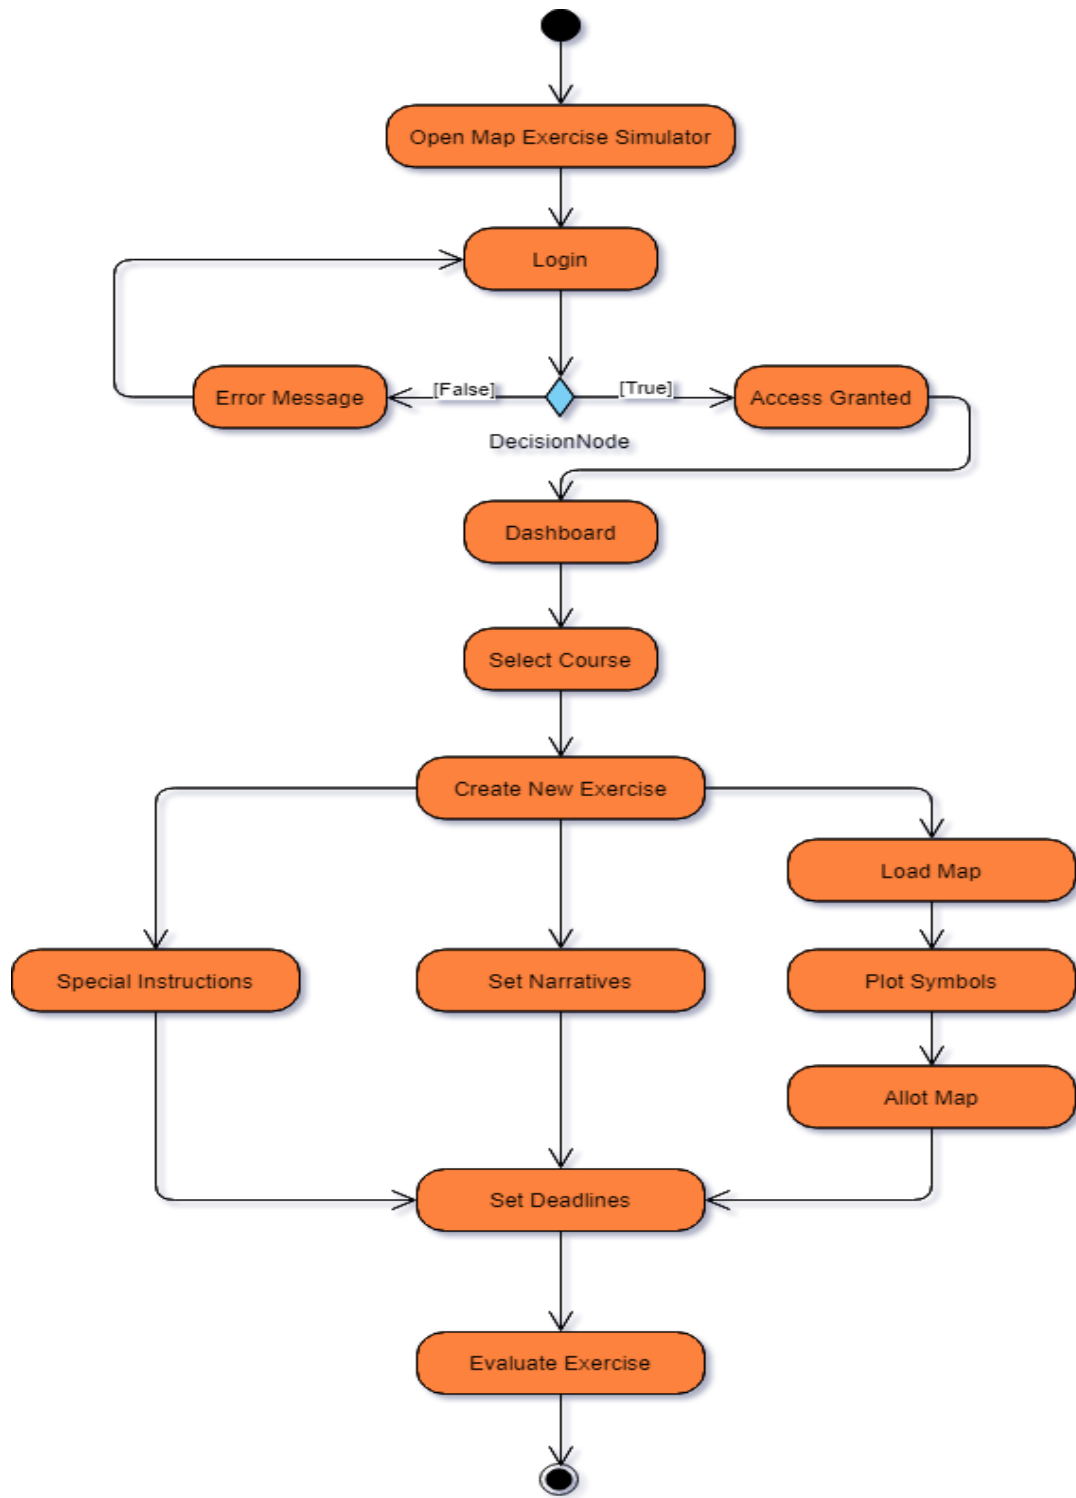 Open Map Exercise Simulator
Login
Error Message
[False]
[True]
Access Granted
DecisionNode
Dashboard
Select Course
Create New Exercise
Load Map
Special Instructions
Set Narratives
Plot Symbols
Allot Map
Set Deadlines
Evaluate Exercise